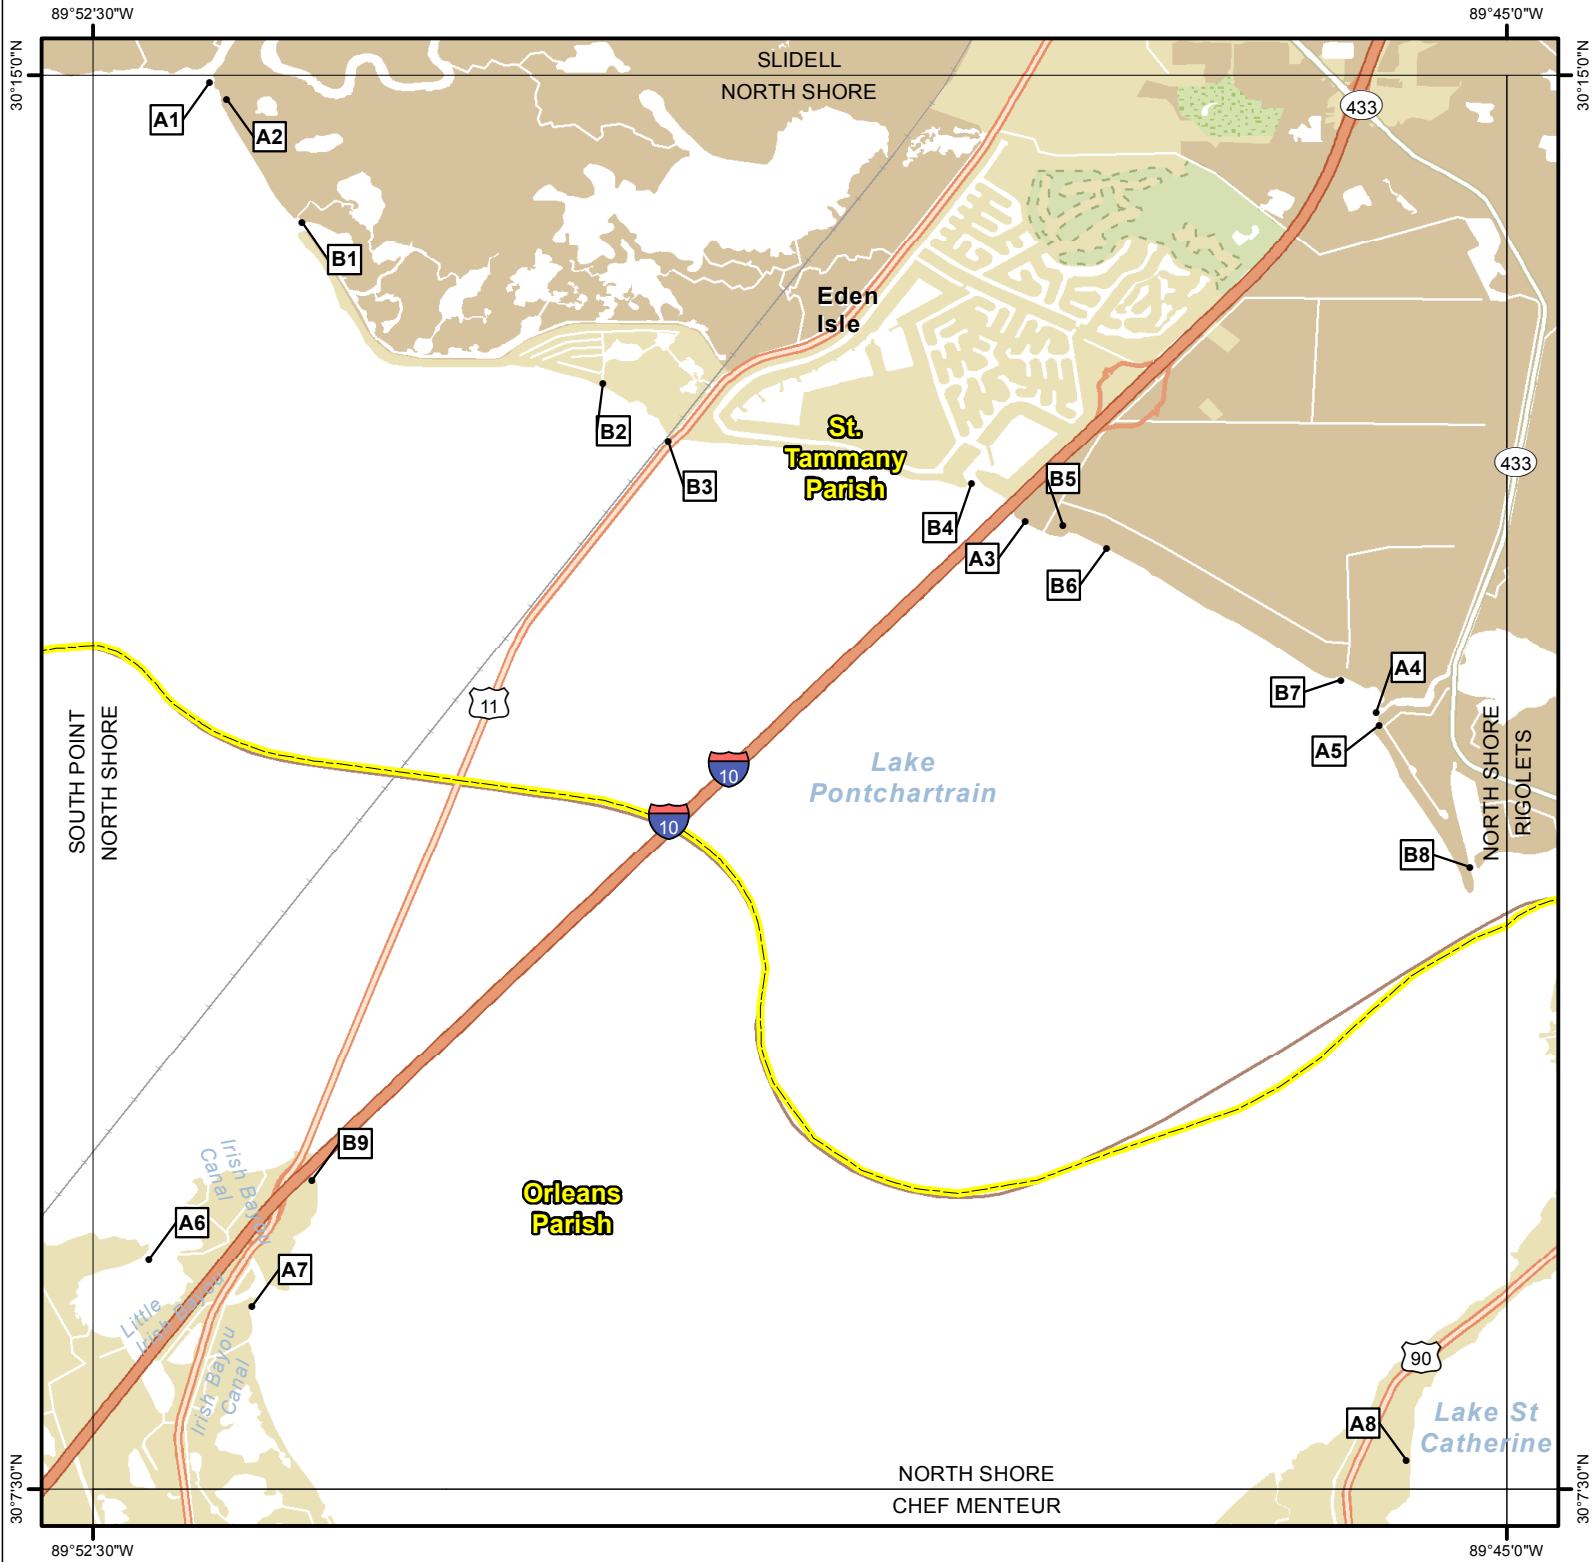 89°52'30"W
89°45'0"W
30°15'0"N
30°15'0"N
SLIDELL
NORTH SHORE
433
A1
A2
B1
Eden
Isle
B2
St.
Tammany
Parish
433
B3
B5
B4
A3
B6
A4
B7
11
SOUTH POINT
NORTH SHORE
A5
NORTH SHORE
RIGOLETS
10
Lake
Pontchartrain
10
B8
B9
Irish Bayou
Canal
Orleans
Parish
A6
A7
Little
Irish Bayou
Irish Bayou
Canal
90
A8
Lake St
Catherine
NORTH SHORE
CHEF MENTEUR
30°7'30"N
30°7'30"N
89°52'30"W
89°45'0"W